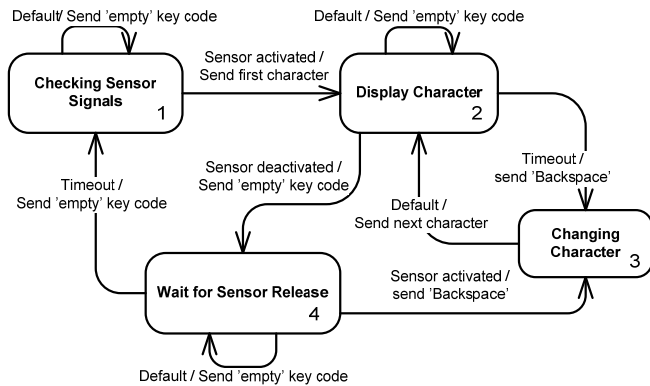 Default/ Send 'empty' key code
Default / Send 'empty' key code
Checking Sensor
Signals
1
Sensor activated /
Send first character
Display Character
2
Sensor deactivated /
Send 'empty' key code
Timeout /
send 'Backspace'
Timeout /
Send 'empty' key code
Default /
Send next character
Changing
Character
3
Wait for Sensor Release
4
Sensor activated /
send 'Backspace'
Default / Send 'empty' key code